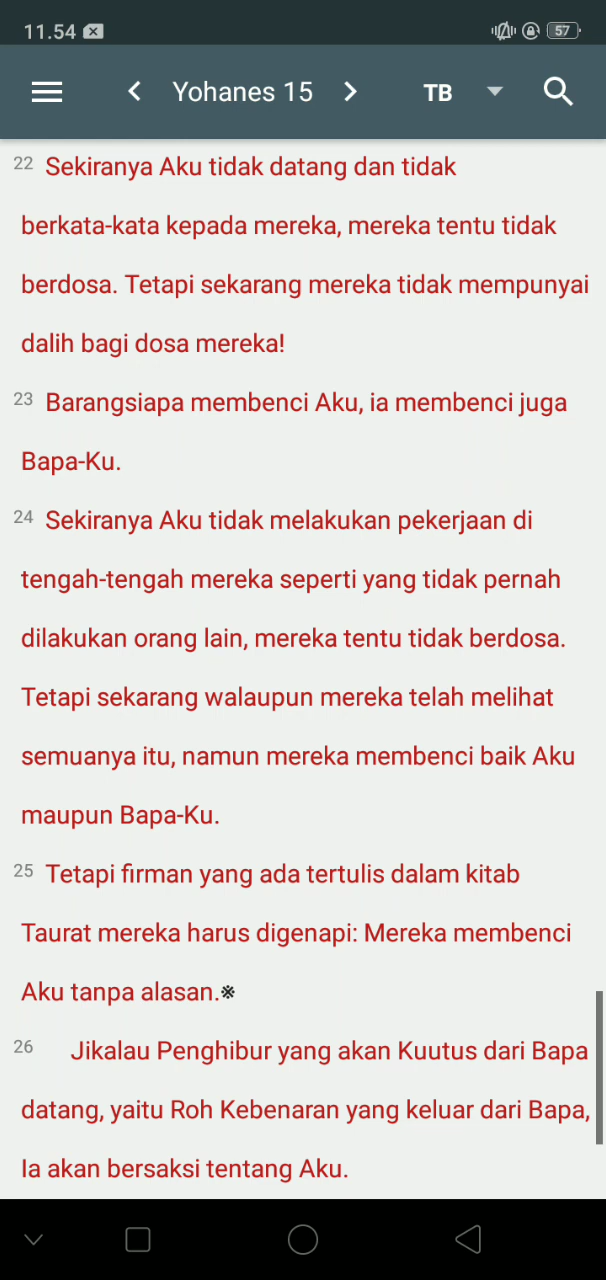 11.54
57
Yohanes 15 TB
22 Sekiranya Aku tidak datang dan tidak
berkata-kata kepada mereka, mereka tentu tidak
berdosa. Tetapi sekarang mereka tidak mempunyai
dalih bagi dosa mereka!
23 Barangsiapa membenci Aku, ia membenci juga
Bapa-Ku.
24 Sekiranya Aku tidak melakukan pekerjaan di
tengah-tengah mereka seperti yang tidak pernah
dilakukan orang lain, mereka tentu tidak berdosa.
Tetapi sekarang walaupun mereka telah melihat
semuanya itu, namun mereka membenci baik Aku
maupun Bapa-Ku.
25 Tetapi firman yang ada tertulis dalam kitab
Taurat mereka harus digenapi: Mereka membenci
Aku tanpa alasan.※
26 Jikalau Penghibur yang akan Kuutus dari Bapa
datang, yaitu Roh Kebenaran yang keluar dari Bapa,
Ia akan bersaksi tentang Aku.